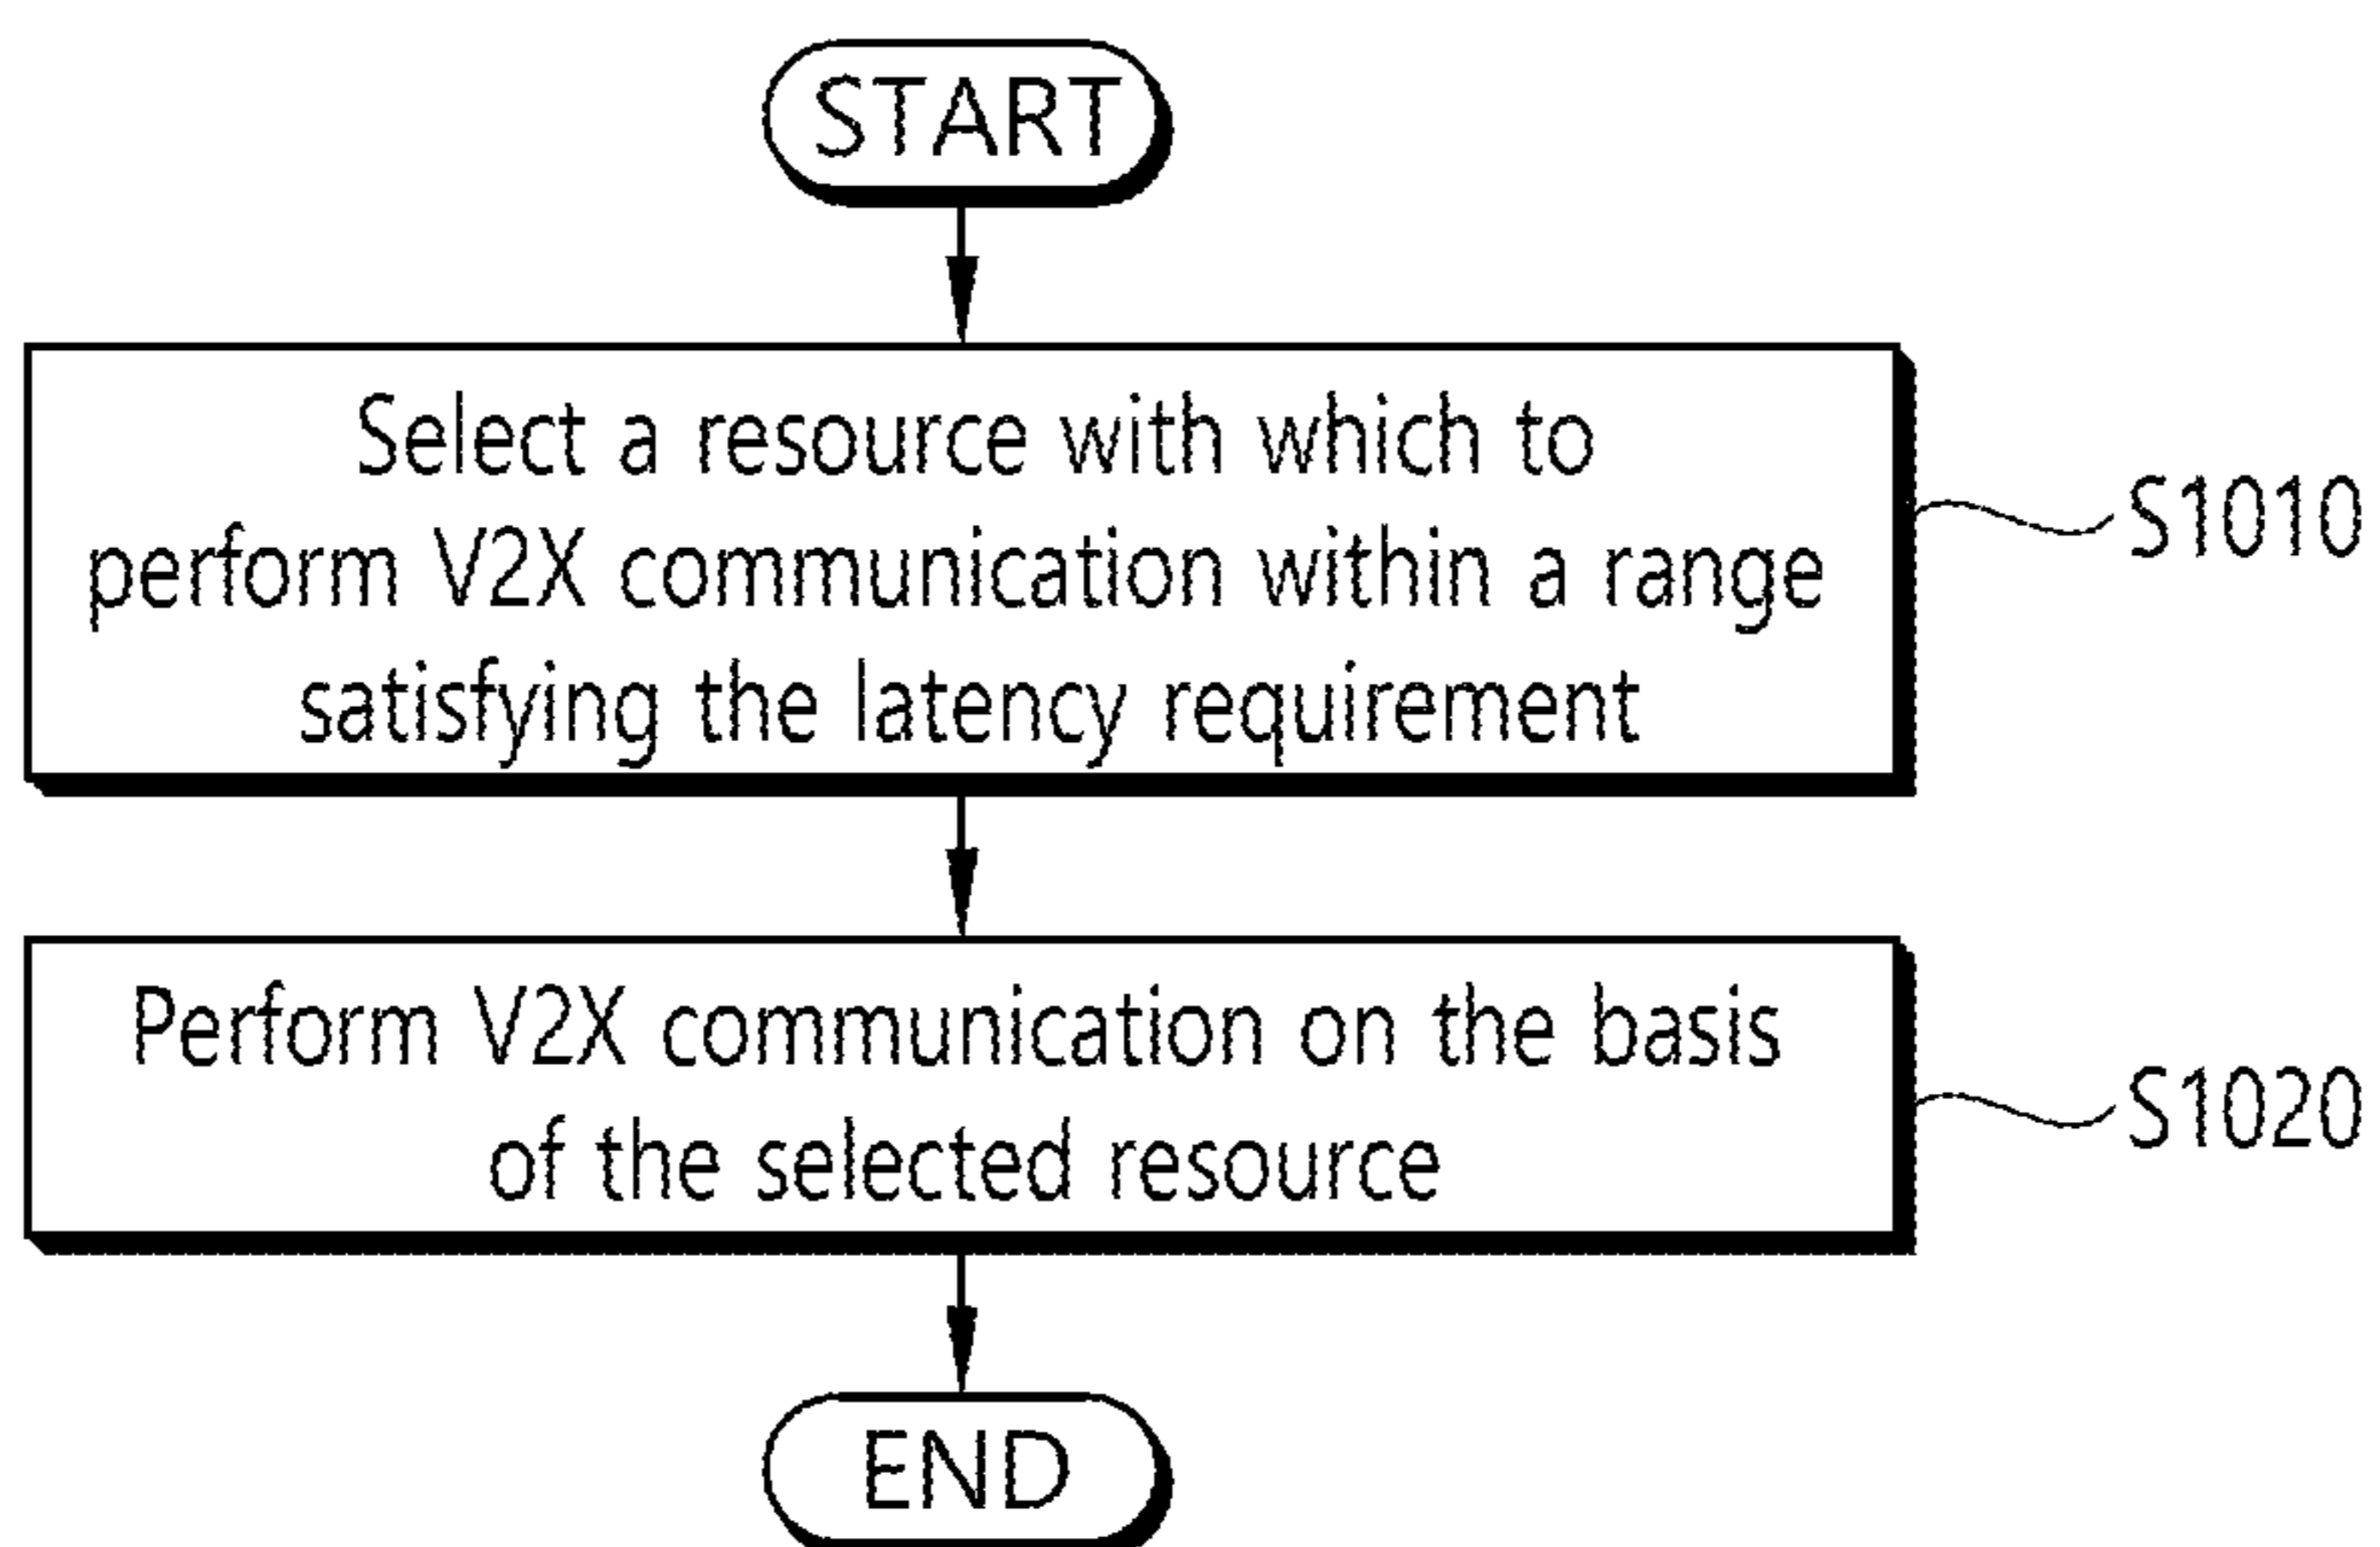 START
Select a resource with which to
perform V2X communication within a range
satisfying the latency requirement
S1010
Perform V2X communication on the basis
of the selected resource
S1020
END